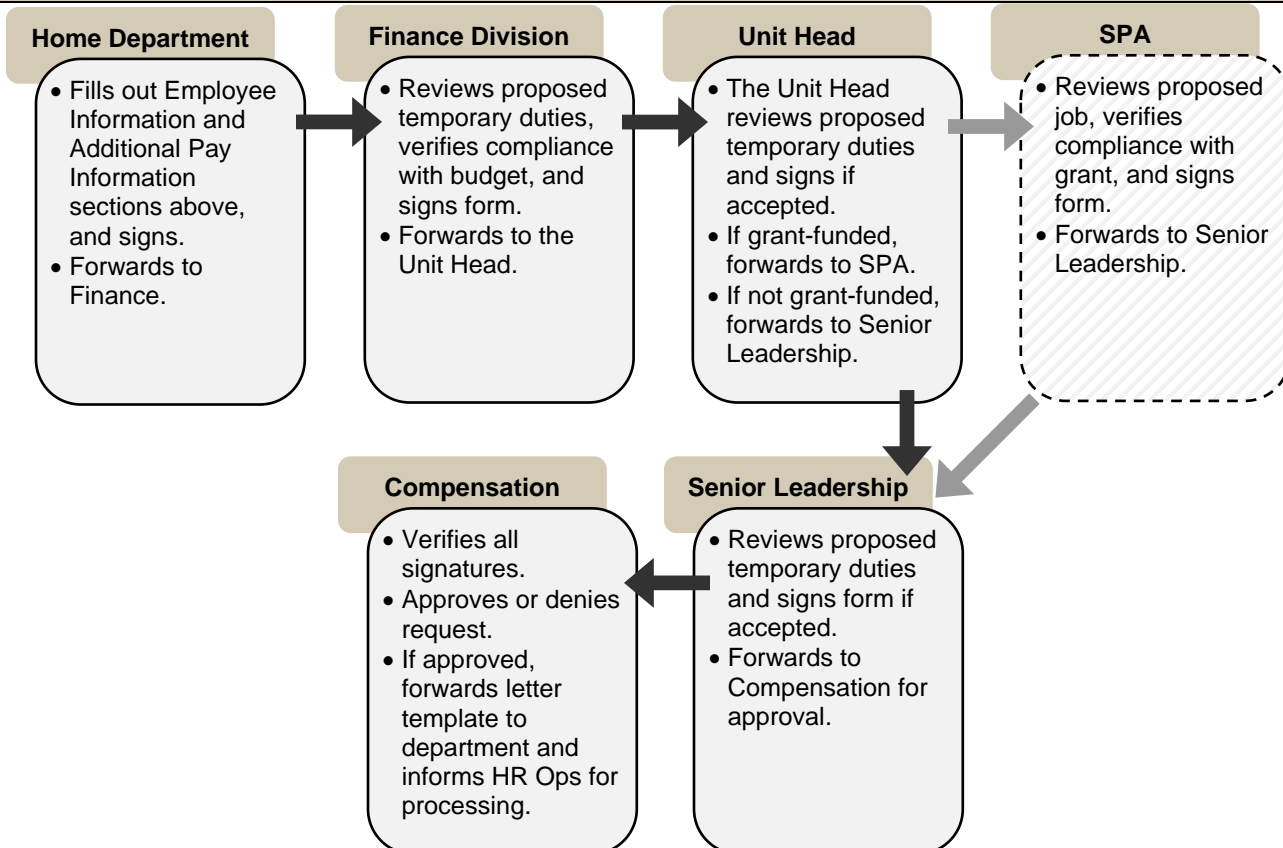 Home Department
• Fills out Employee
Information and
Additional Pay
Information
sections above,
and signs.
• Forwards to
Finance.
Finance Division
• Reviews proposed
temporary duties,
verifies compliance
with budget, and
signs form.
• Forwards to the
Unit Head.
Unit Head
• The Unit Head
reviews proposed
temporary duties
and signs if
accepted.
• If grant-funded,
forwards to SPA.
• If not grant-funded,
forwards to Senior
Leadership.
SPA
• Reviews proposed
job, verifies
compliance with
grant, and signs
form.
• Forwards to Senior
Leadership.
Compensation
• Verifies all
signatures.
• Approves or denies
request.
• If approved,
forwards letter
template to
department and
informs HR Ops for
processing.
Senior Leadership
• Reviews proposed
temporary duties
and signs form if
accepted.
• Forwards to
Compensation for
approval.